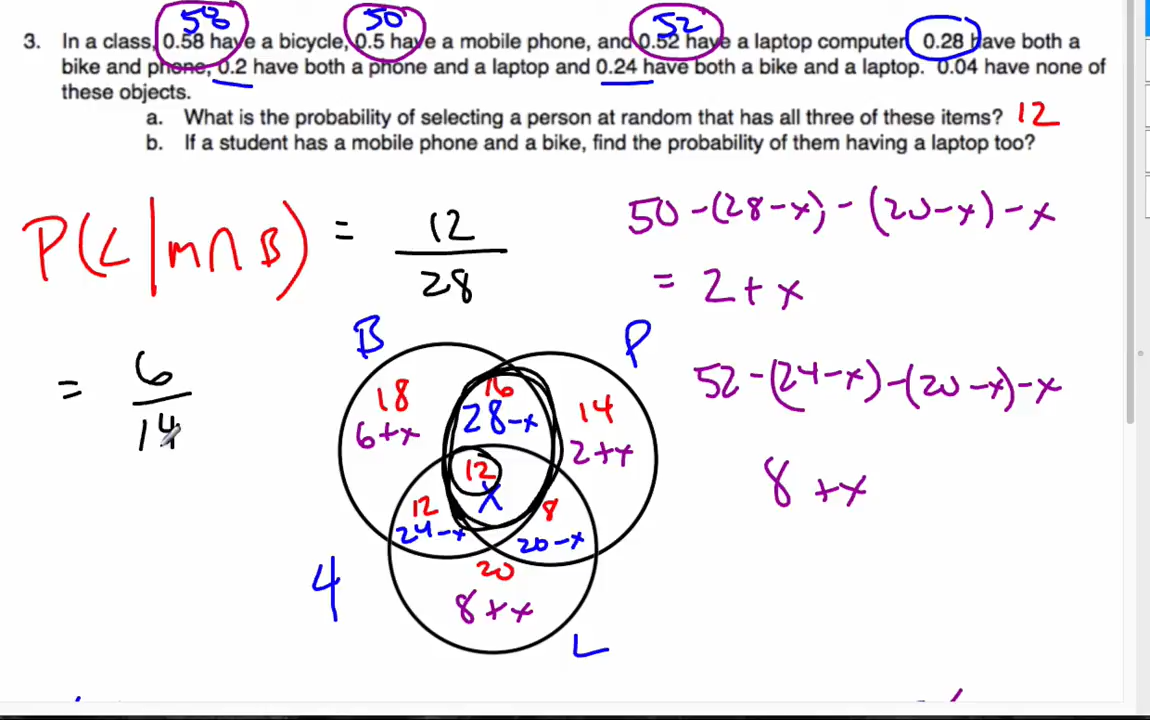 58 50 52
3. In a class, 0.58 have a bicycle, 0.5 have a mobile phone, and 0.52 have a laptop computer 0.28 have both a
bike and phone, 0.2 have both a phone and a laptop and 0.24 have both a bike and a laptop. 0.04 have none of
these objects.
a. What is the probability of selecting a person at random that has all three of these items? 12
b. If a student has a mobile phone and a bike, find the probability of them having a laptop too?
P(L|m∩B) = 12/28
= 6/14
50-(28-x)-(20-x)-x
= 2+x
52-(24-x)-(20-x)-x
8+x
B P
18 16 14
6+x 28-x 2+x
12
x
12 8
24-x 20-x
20
8+x
4
L